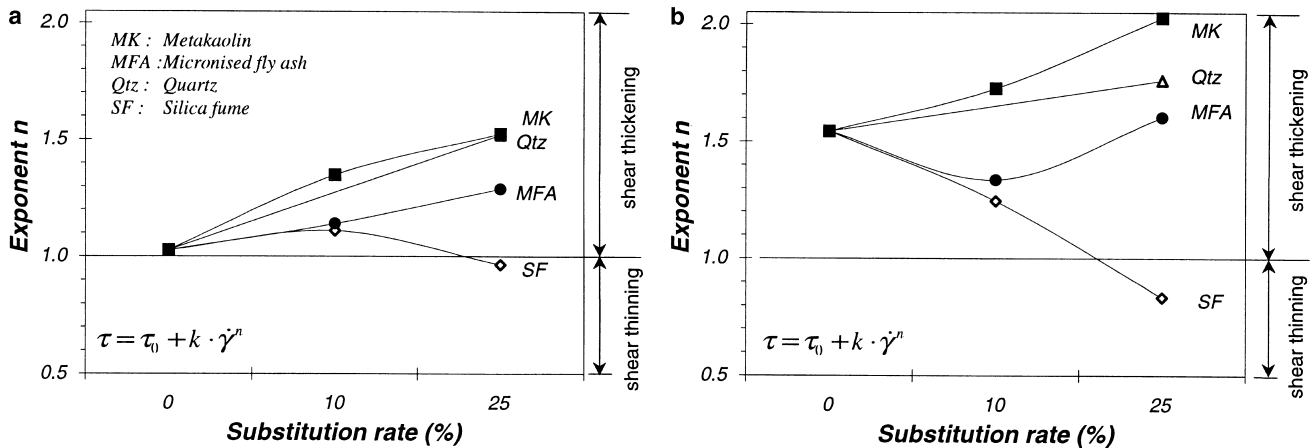 a
2.0
MK : Metakaolin
MFA : Micronised fly ash
Qtz : Quartz
SF : Silica fume
1.5
MK
Qtz
MFA
1.0
SF
τ = τ₀ + k · γ̇ⁿ
0.5
0 10 25
Exponent n
Substitution rate (%)
shear thickening
shear thinning
b
2.0
MK
Qtz
MFA
1.5
1.0
SF
τ = τ₀ + k · γ̇ⁿ
0.5
0 10 25
Exponent n
Substitution rate (%)
shear thickening
shear thinning